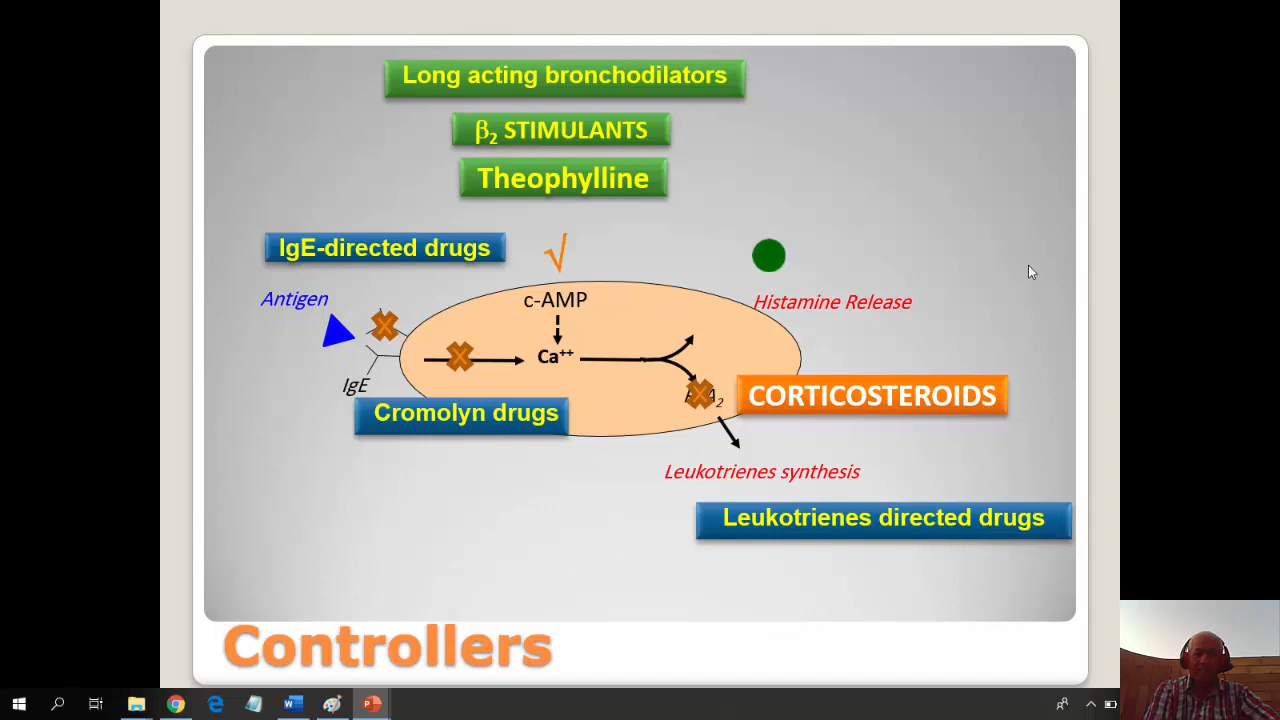 Long acting bronchodilators
β₂ STIMULANTS
Theophylline
IgE-directed drugs
√
Antigen
c-AMP
Histamine Release
Ca⁺⁺
IgE
CORTICOSTEROIDS
Cromolyn drugs
Leukotrienes synthesis
Leukotrienes directed drugs
Controllers